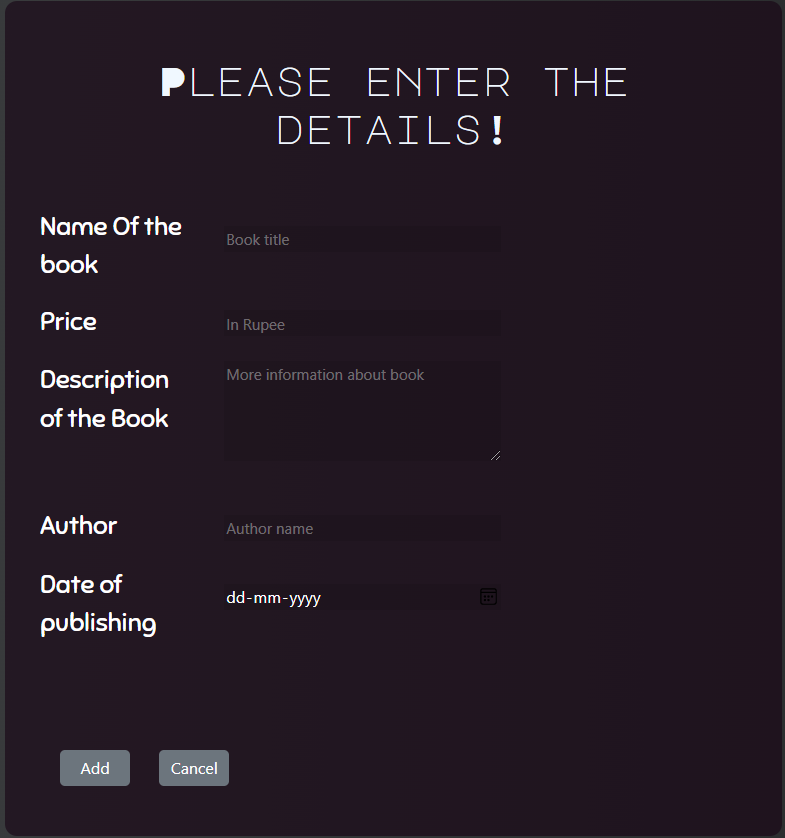 PLEASE ENTER THE
DETAILS!
Name Of the
book
Book title
Price
In Rupee
Description
of the Book
More information about book
Author
Author name
Date of
publishing
dd-mm-yyyy
Add
Cancel